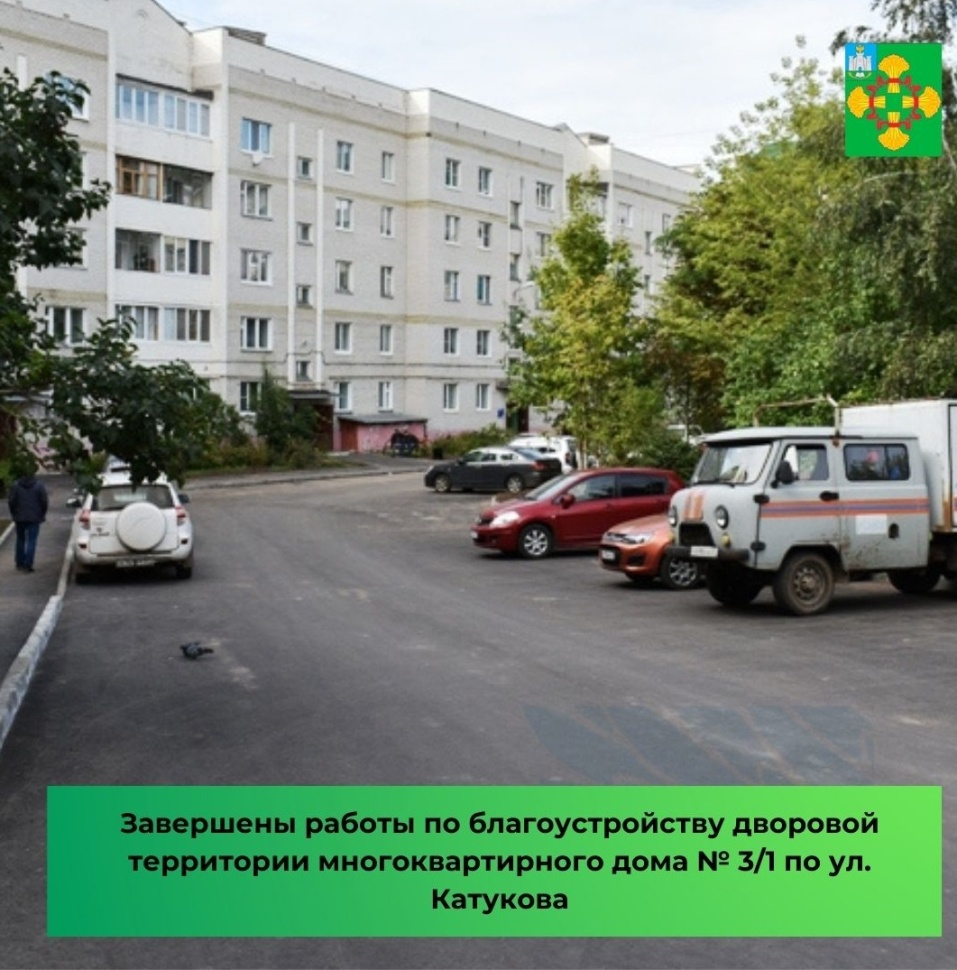 Завершены работы по благоустройству дворовой
территории многоквартирного дома № 3/1 по ул.
Катукова